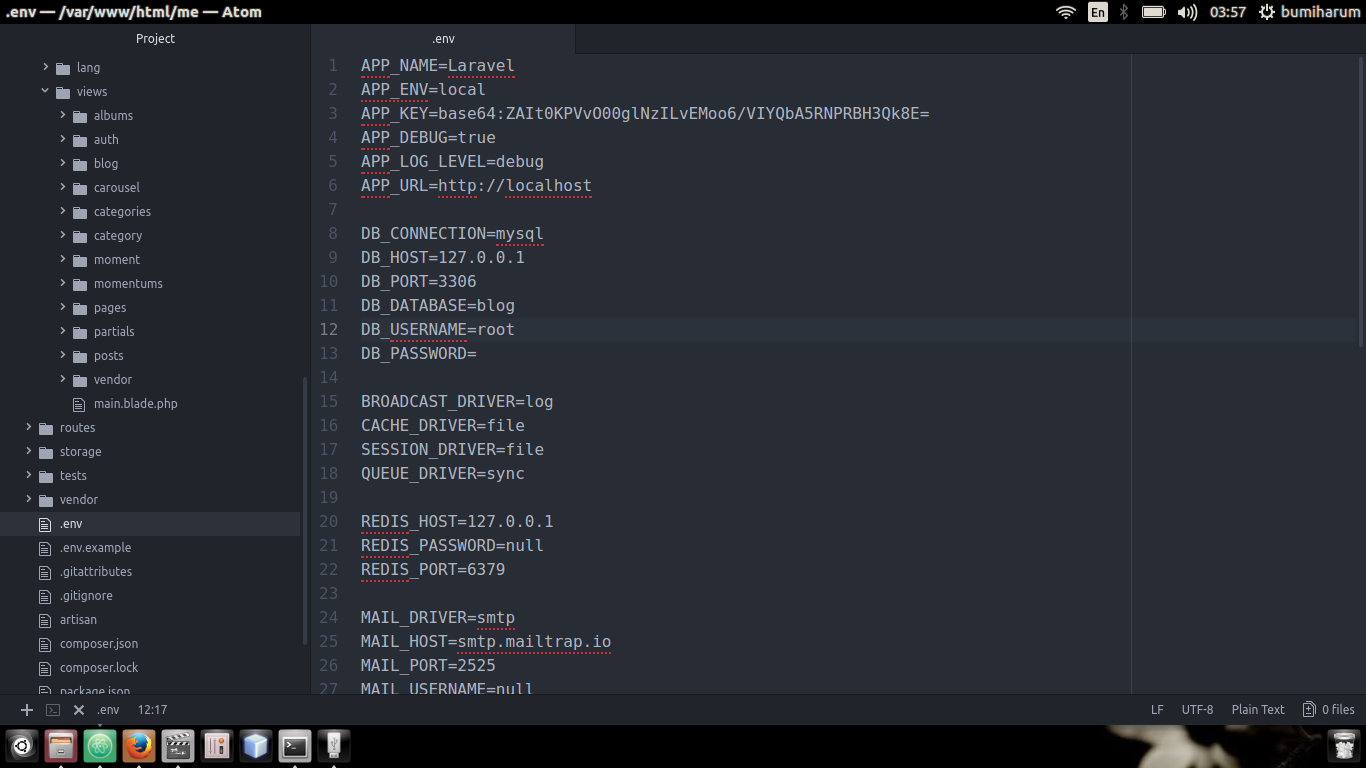 .env — /var/www/html/me — Atom
En
03:57
bumiharum
Project
lang
views
albums
auth
blog
carousel
categories
category
moment
momentums
pages
partials
posts
vendor
main.blade.php
routes
storage
tests
vendor
.env
.env.example
.gitattributes
.gitignore
artisan
composer.json
composer.lock
package.json
.env
1 APP_NAME=Laravel
2 APP_ENV=local
3 APP_KEY=base64:ZAIt0KPVvO00glNzILvEMoo6/VIYQbA5RNPRBH3Qk8E=
4 APP_DEBUG=true
5 APP_LOG_LEVEL=debug
6 APP_URL=http://localhost
7
8 DB_CONNECTION=mysql
9 DB_HOST=127.0.0.1
10 DB_PORT=3306
11 DB_DATABASE=blog
12 DB_USERNAME=root
13 DB_PASSWORD=
14
15 BROADCAST_DRIVER=log
16 CACHE_DRIVER=file
17 SESSION_DRIVER=file
18 QUEUE_DRIVER=sync
19
20 REDIS_HOST=127.0.0.1
21 REDIS_PASSWORD=null
22 REDIS_PORT=6379
23
24 MAIL_DRIVER=smtp
25 MAIL_HOST=smtp.mailtrap.io
26 MAIL_PORT=2525
27 MAIL_USERNAME=null
.env 12:17
LF UTF-8 Plain Text 0 files